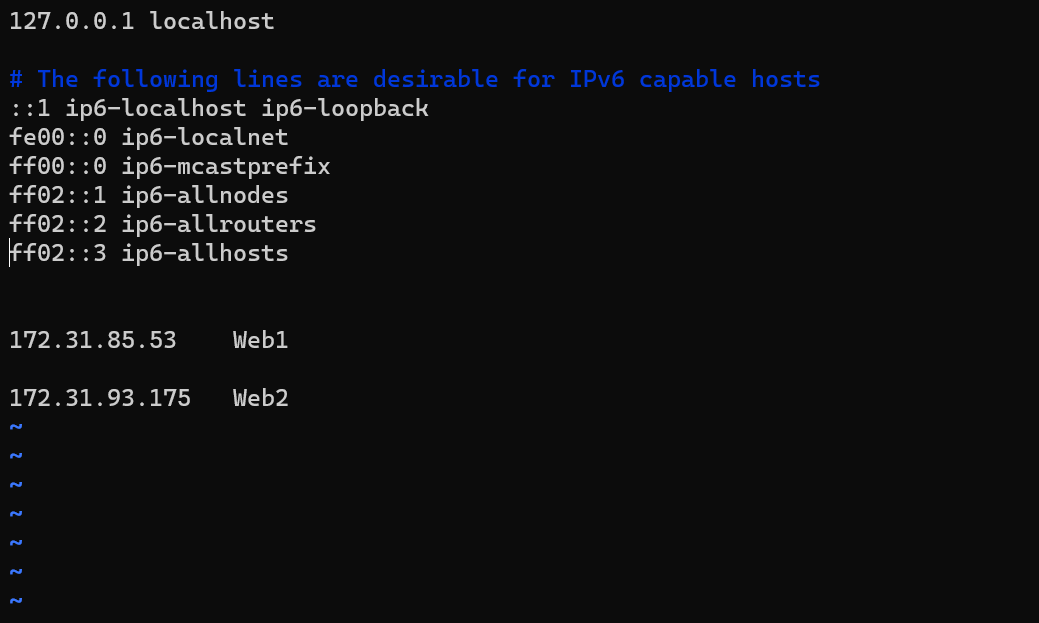 127.0.0.1 localhost
# The following lines are desirable for IPv6 capable hosts
::1 ip6-localhost ip6-loopback
fe00::0 ip6-localnet
ff00::0 ip6-mcastprefix
ff02::1 ip6-allnodes
ff02::2 ip6-allrouters
ff02::3 ip6-allhosts
172.31.85.53    Web1
172.31.93.175   Web2
~
~
~
~
~
~
~